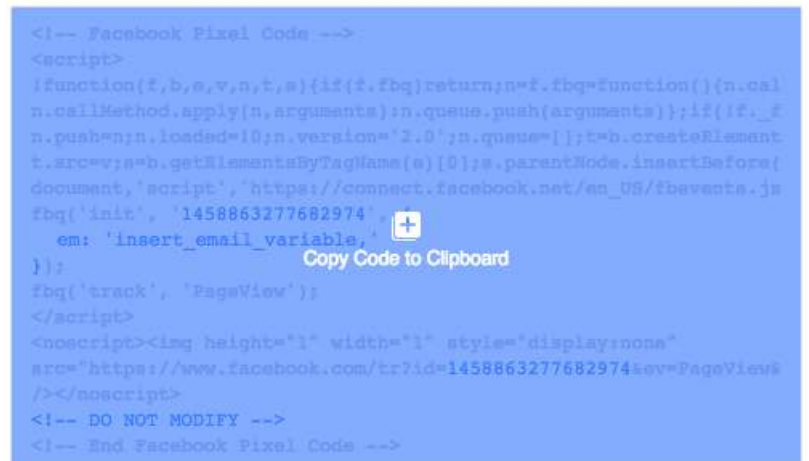 <!-- Facebook Pixel Code -->
<script>
!function(f,b,e,v,n,t,s){if(f.fbq)return;n=f.fbq=function(){n.cal
n.callMethod.apply(n,arguments):n.queue.push(arguments)};if(!f._f
n.push=n;n.loaded=!0;n.version='2.0';n.queue=[];t=b.createElement
t.src=v;s=b.getElementsByTagName(e)[0];s.parentNode.insertBefore(
document,'script','https://connect.facebook.net/en_US/fbevents.js
fbq('init', '1458863277682974', {
em: 'insert_email_variable,'
Copy Code to Clipboard
});
fbq('track', 'PageView');
</script>
<noscript><img height="1" width="1" style="display:none"
src="https://www.facebook.com/tr?id=1458863277682974&ev=PageView&
/></noscript>
<!-- DO NOT MODIFY -->
<!-- End Facebook Pixel Code -->